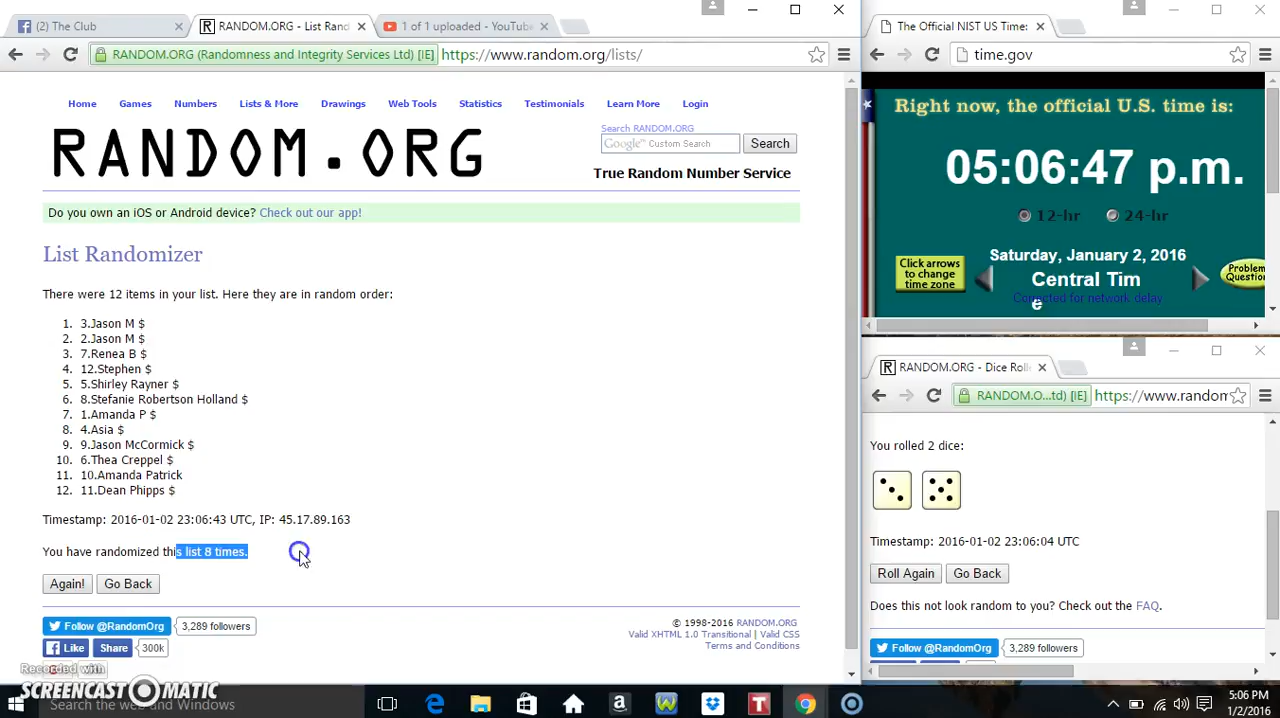 (2) The Club
RANDOM.ORG - List Rand
1 of 1 uploaded - YouTube
RANDOM.ORG (Randomness and Integrity Services Ltd) [IE] https://www.random.org/lists/
Home Games Numbers Lists & More Drawings Web Tools Statistics Testimonials Learn More Login
RANDOM.ORG
Search RANDOM.ORG
Google™ Custom Search Search
True Random Number Service
Do you own an iOS or Android device? Check out our app!
List Randomizer
There were 12 items in your list. Here they are in random order:
1. 3.Jason M $
2. 2.Jason M $
3. 7.Renea B $
4. 12.Stephen $
5. 5.Shirley Rayner $
6. 8.Stefanie Robertson Holland $
7. 1.Amanda P $
8. 4.Asia $
9. 9.Jason McCormick $
10. 6.Thea Creppel $
11. 10.Amanda Patrick
12. 11.Dean Phipps $
Timestamp: 2016-01-02 23:06:43 UTC, IP: 45.17.89.163
You have randomized this list 8 times.
Again! Go Back
Follow @RandomOrg 3,289 followers
Like Share 300k
© 1998-2016 RANDOM.ORG
Valid XHTML 1.0 Transitional | Valid CSS
Terms and Conditions
Recorded with
SCREENCAST-O-MATIC
Search the web and Windows
The Official NIST US Time:
time.gov
Right now, the official U.S. time is:
05:06:47 p.m.
12-hr 24-hr
Saturday, January 2, 2016
Click arrows
to change
time zone
Central Tim
e
Corrected for network delay
Problem
Question
RANDOM.ORG - Dice Roll
RANDOM.O...td) [IE] https://www.random
You rolled 2 dice:
Timestamp: 2016-01-02 23:06:04 UTC
Roll Again Go Back
Does this not look random to you? Check out the FAQ.
Follow @RandomOrg 3,289 followers
5:06 PM
1/2/2016